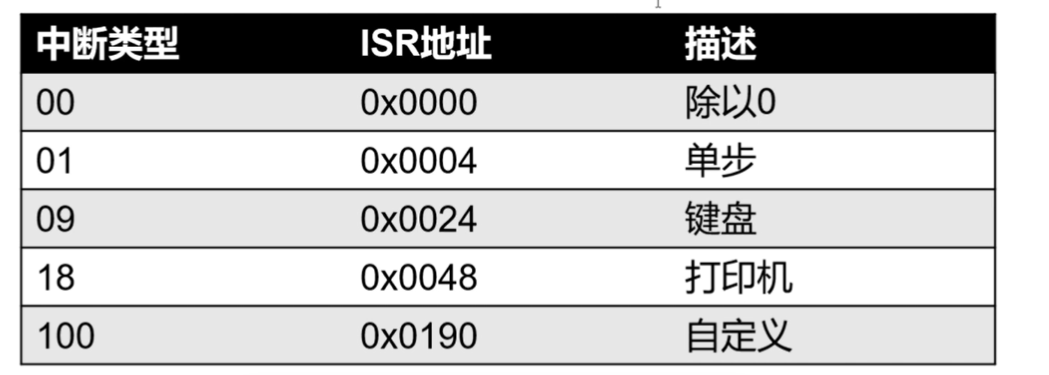 中断类型 ISR地址 描述
00 0x0000 除以0
01 0x0004 单步
09 0x0024 键盘
18 0x0048 打印机
100 0x0190 自定义